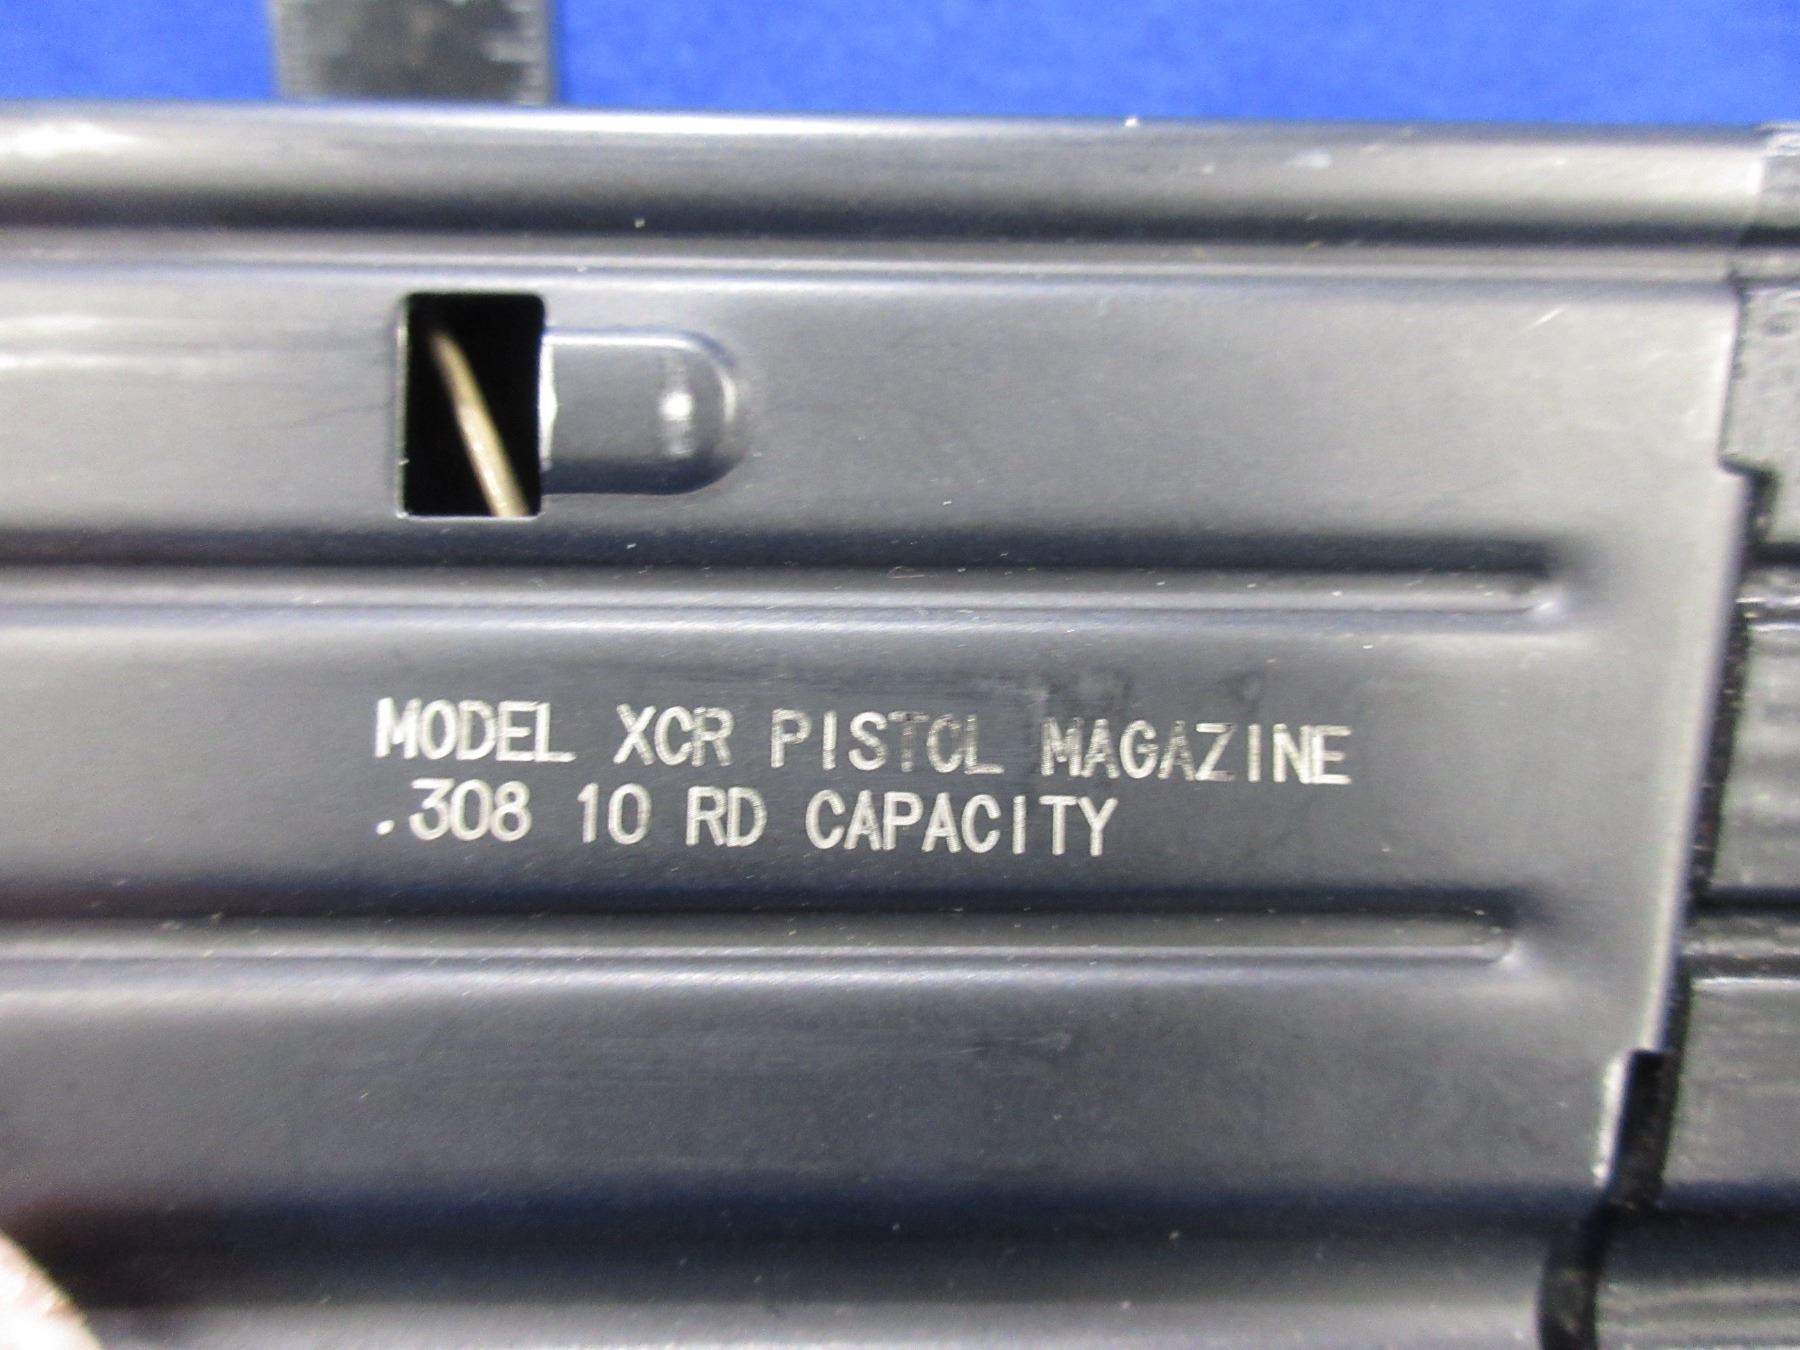 MODEL XCR PISTOL MAGAZINE
.308 10 RD CAPACITY